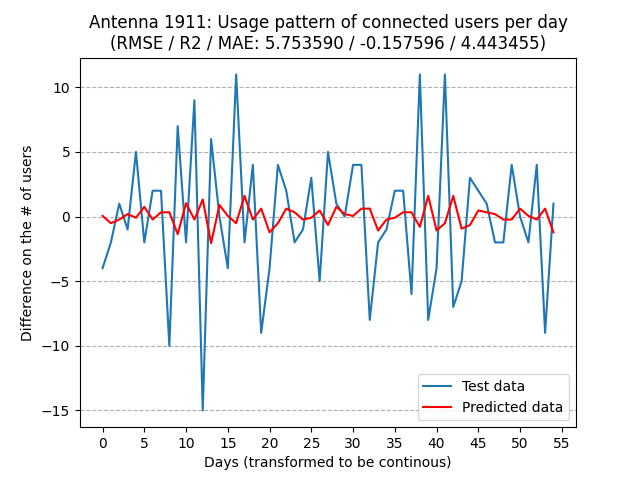 Antenna 1911: Usage pattern of connected users per day
(RMSE / R2 / MAE: 5.753590 / -0.157596 / 4.443455)
Difference on the # of users
10
5
0
−5
−10
−15
Test data
Predicted data
0 5 10 15 20 25 30 35 40 45 50 55
Days (transformed to be continous)